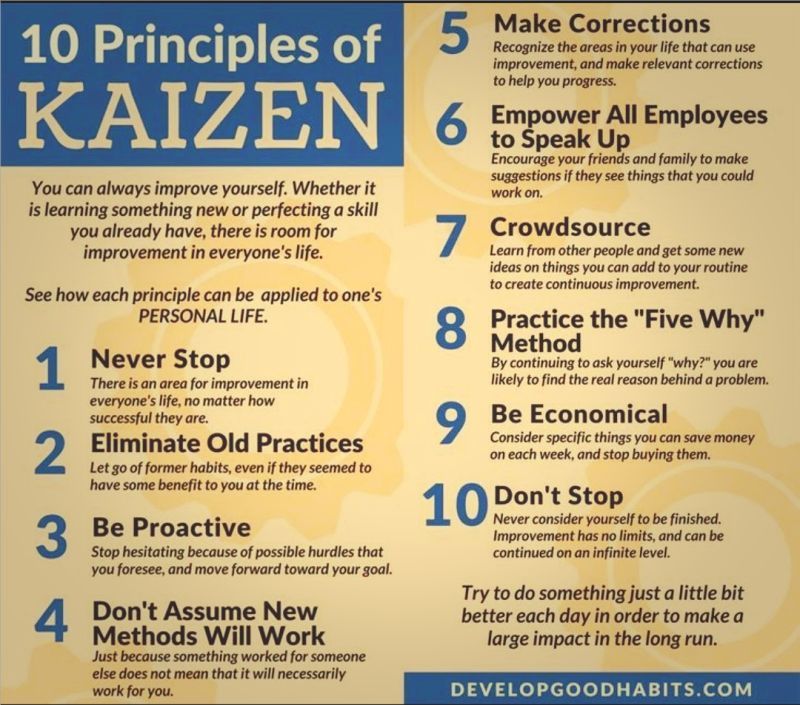 10 Principles of
KAIZEN
You can always improve yourself. Whether it
is learning something new or perfecting a skill
you already have, there is room for
improvement in everyone's life.
See how each principle can be applied to one's
PERSONAL LIFE.
1 Never Stop
There is an area for improvement in
everyone's life, no matter how
successful they are.
2 Eliminate Old Practices
Let go of former habits, even if they seemed to
have some benefit to you at the time.
3 Be Proactive
Stop hesitating because of possible hurdles that
you foresee, and move forward toward your goal.
4 Don't Assume New
Methods Will Work
Just because something worked for someone
else does not mean that it will necessarily
work for you.
5 Make Corrections
Recognize the areas in your life that can use
improvement, and make relevant corrections
to help you progress.
6 Empower All Employees
to Speak Up
Encourage your friends and family to make
suggestions if they see things that you could
work on.
7 Crowdsource
Learn from other people and get some new
ideas on things you can add to your routine
to create continuous improvement.
8 Practice the "Five Why"
Method
By continuing to ask yourself "why?" you are
likely to find the real reason behind a problem.
9 Be Economical
Consider specific things you can save money
on each week, and stop buying them.
10 Don't Stop
Never consider yourself to be finished.
Improvement has no limits, and can be
continued on an infinite level.
Try to do something just a little bit
better each day in order to make a
large impact in the long run.
DEVELOPGOODHABITS.COM